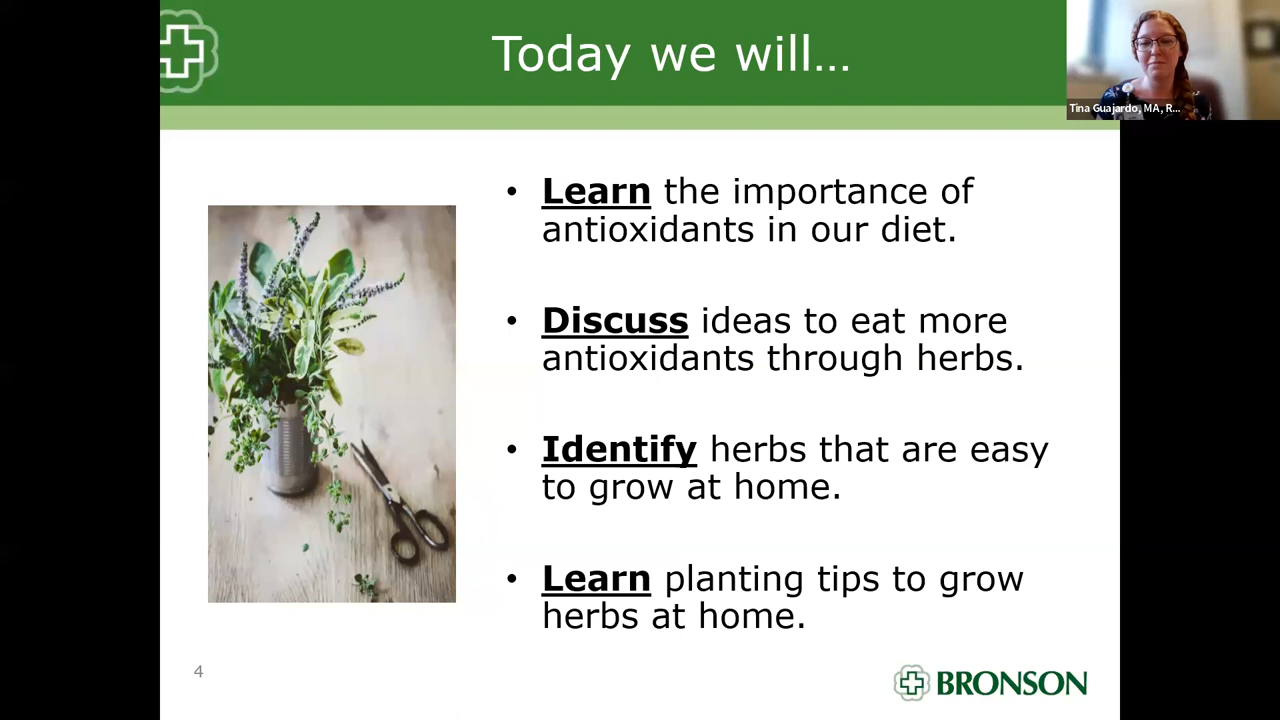 Today we will…
Tina Guajardo, MA, R...
• Learn the importance of
antioxidants in our diet.
• Discuss ideas to eat more
antioxidants through herbs.
• Identify herbs that are easy
to grow at home.
• Learn planting tips to grow
herbs at home.
4
BRONSON